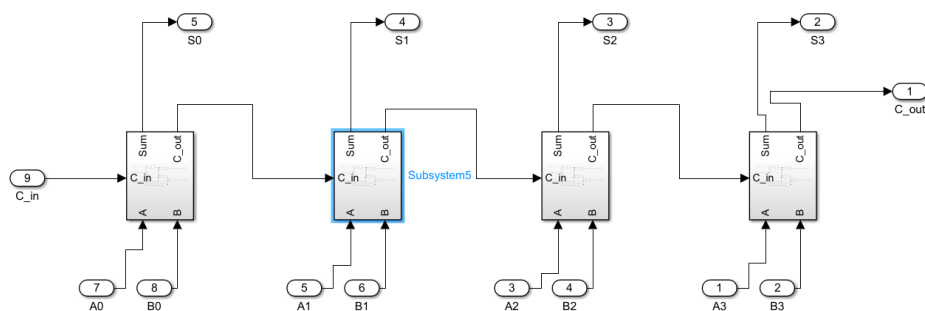 5
S0
4
S1
3
S2
2
S3
1
C_out
Sum
C_out
C_in
A
B
Sum
C_out
C_in
A
B
Subsystem5
Sum
C_out
C_in
A
B
Sum
C_out
C_in
A
B
9
C_in
7
A0
8
B0
5
A1
6
B1
3
A2
4
B2
1
A3
2
B3